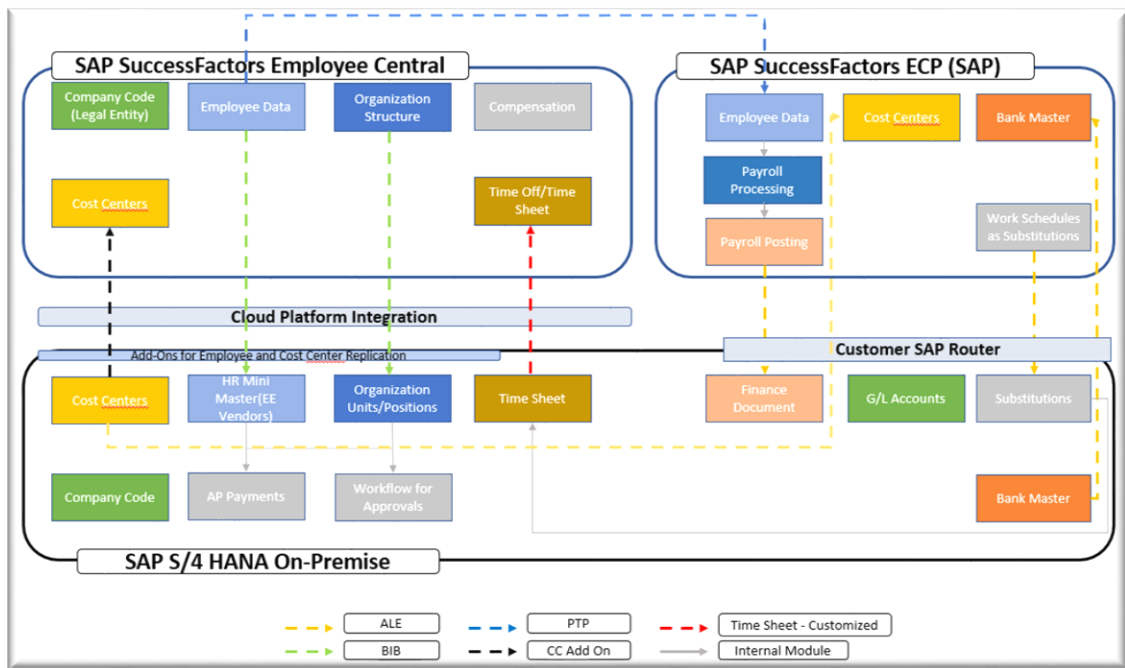 SAP SuccessFactors Employee Central
SAP SuccessFactors ECP (SAP)
Company Code
(Legal Entity)
Employee Data
Organization
Structure
Compensation
Employee Data
Cost Centers
Bank Master
Payroll
Processing
Cost Centers
Time Off/Time
Sheet
Payroll Posting
Work Schedules
as Substitutions
Cloud Platform Integration
Add-Ons for Employee and Cost Center Replication
Customer SAP Router
Cost Centers
HR Mini
Master(EE
Vendors)
Organization
Units/Positions
Time Sheet
Finance
Document
G/L Accounts
Substitutions
Company Code
AP Payments
Workflow for
Approvals
Bank Master
SAP S/4 HANA On-Premise
ALE
PTP
Time Sheet - Customized
BIB
CC Add On
Internal Module